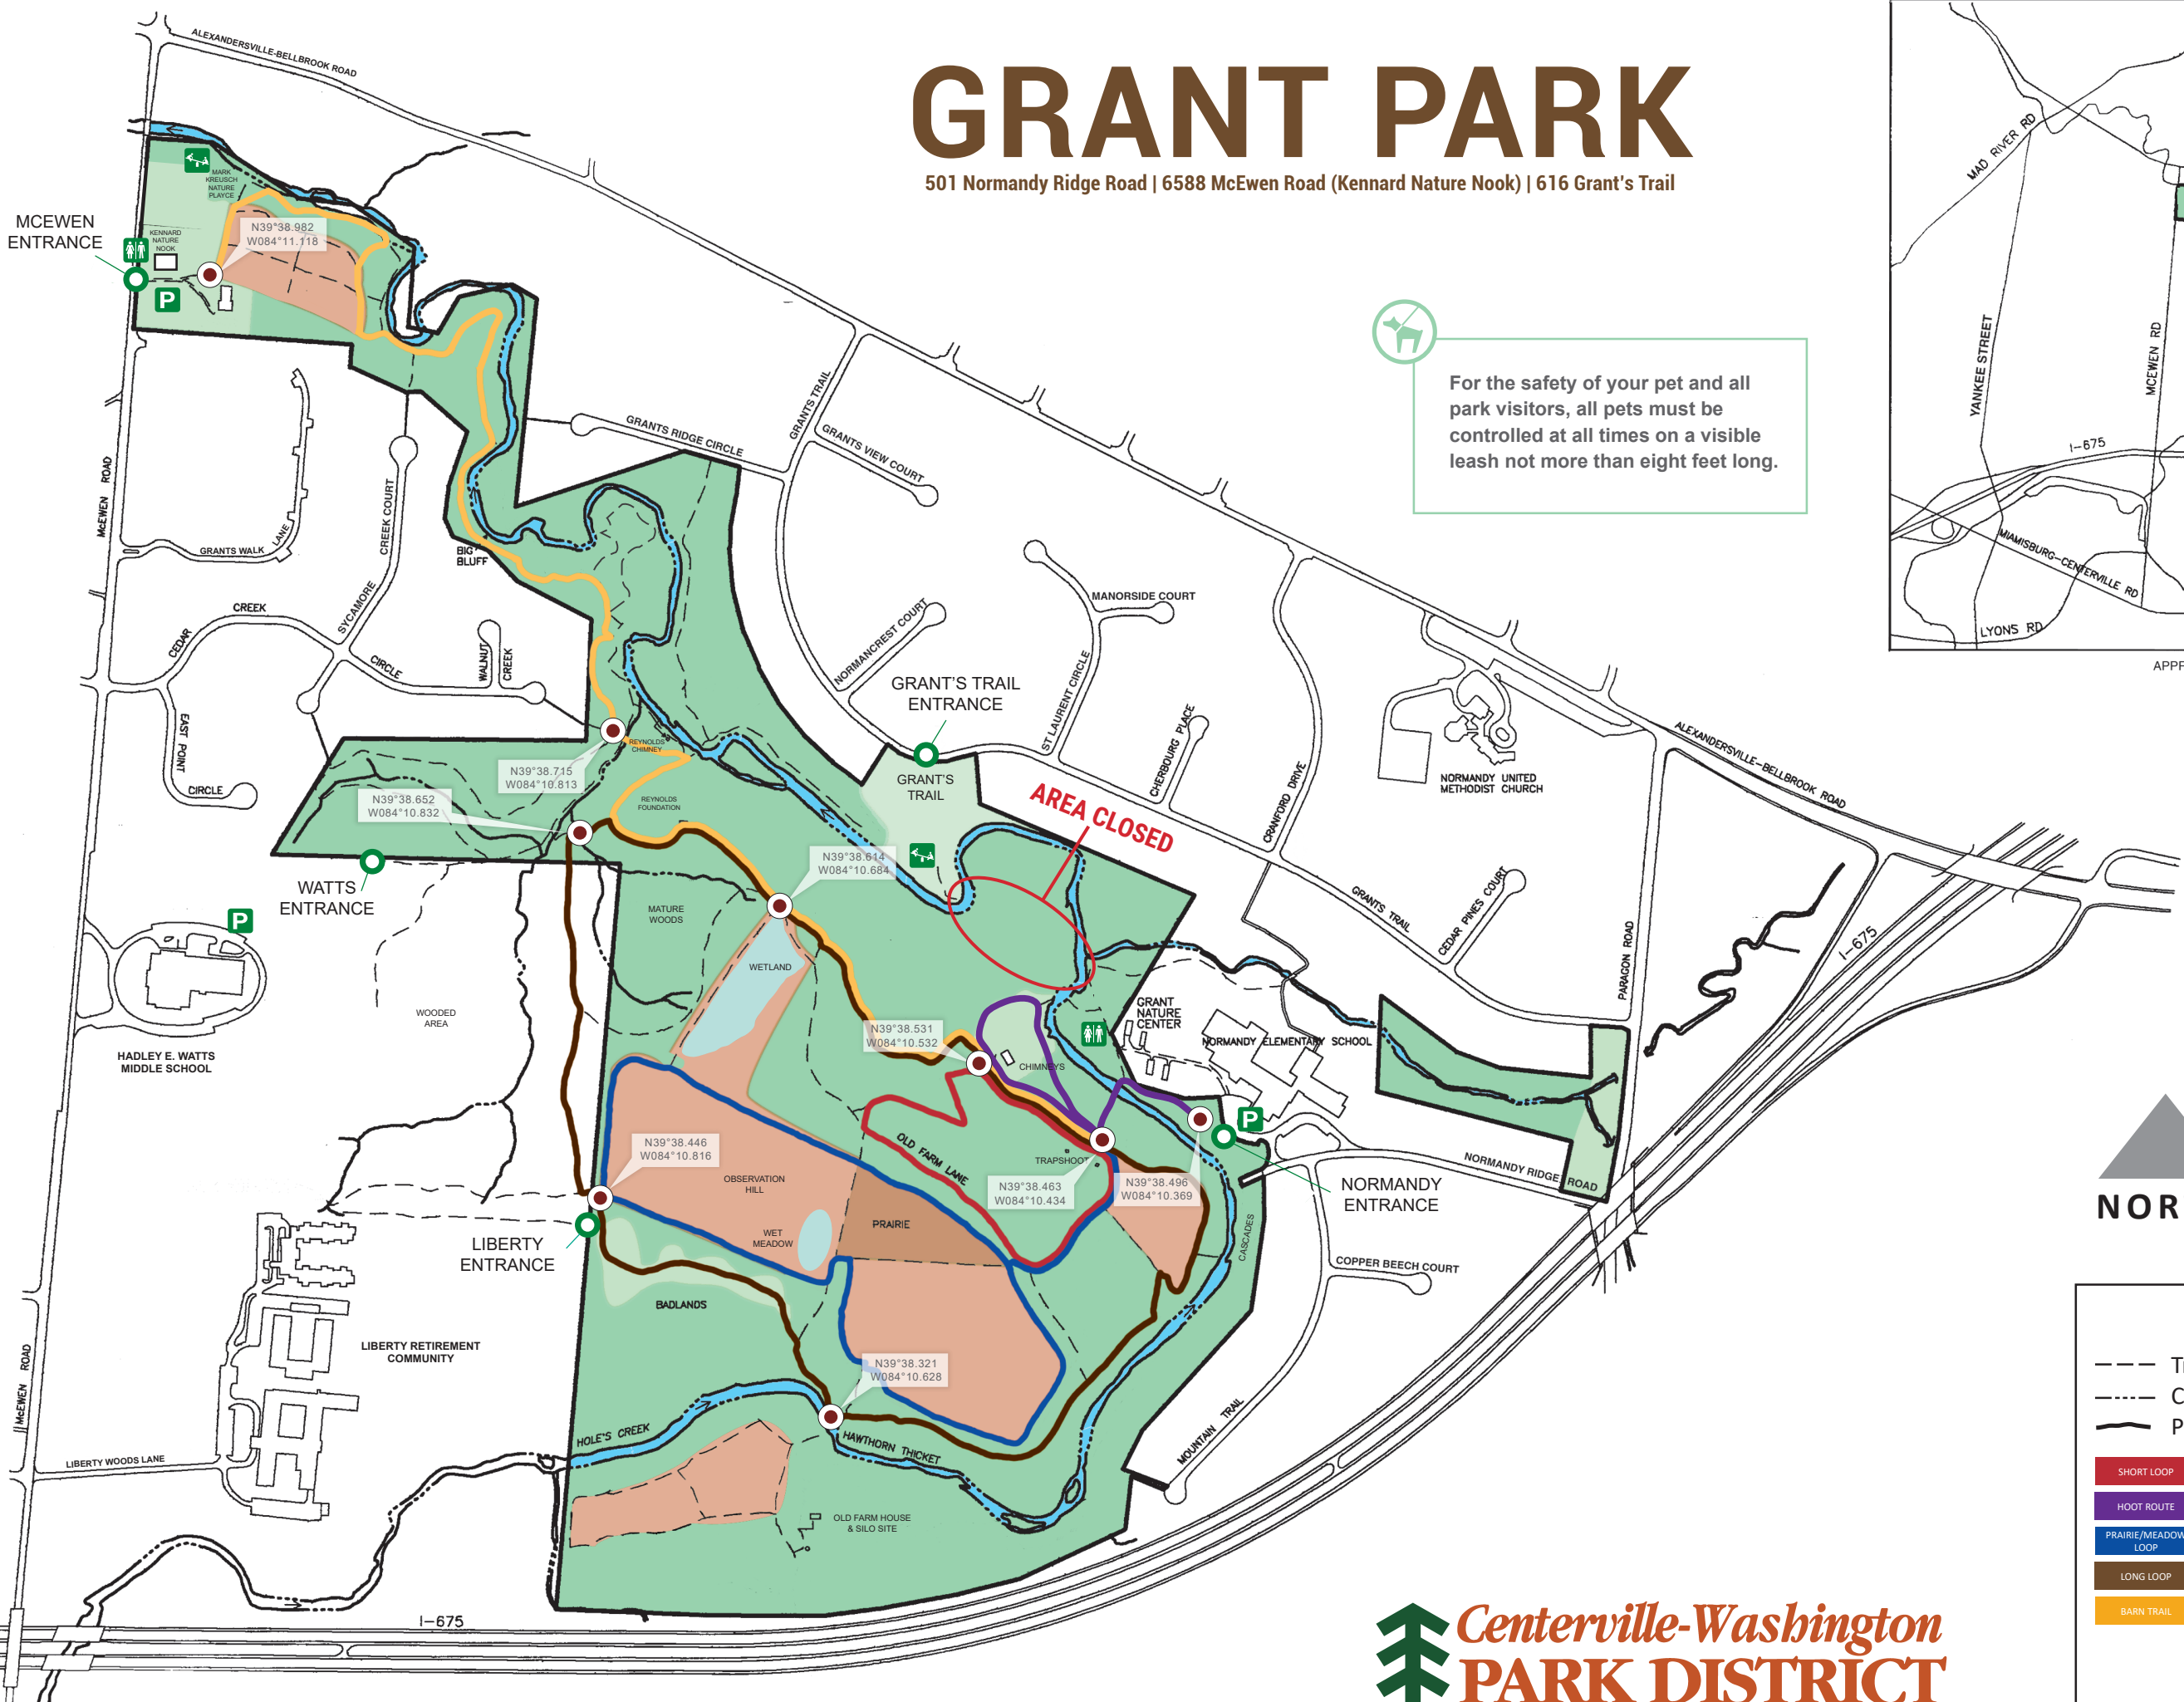 GRANT PARK
501 Normandy Ridge Road | 6588 McEwen Road (Kennard Nature Nook) | 616 Grant's Trail
ALEXANDERSVILLE-BELLBROOK ROAD
MCEWEN
ENTRANCE
MARK
KREUSCH
NATURE
PLAYCE
KENNARD
NATURE
NOOK
P
N39°38.982
W084°11.118
For the safety of your pet and all
park visitors, all pets must be
controlled at all times on a visible
leash not more than eight feet long.
MAD RIVER RD
YANKEE STREET
MCEWEN RD
I-675
MIAMISBURG-CENTERVILLE RD
LYONS RD
APPR
McEWEN ROAD
GRANTS WALK LANE
SYCAMORE CREEK COURT
CEDAR CREEK CIRCLE
WALNUT CREEK
EAST POINT
CIRCLE
BIG
BLUFF
GRANTS RIDGE CIRCLE
GRANTS TRAIL
GRANTS VIEW COURT
NORMANCREST COURT
MANORSIDE COURT
ST LAURENT CIRCLE
CHERBOURG PLACE
CRANFORD DRIVE
GRANT'S TRAIL
ENTRANCE
GRANT'S
TRAIL
AREA CLOSED
NORMANDY UNITED
METHODIST CHURCH
ALEXANDERSVILLE-BELLBROOK ROAD
GRANTS TRAIL
CEDAR PINES COURT
PARAGON ROAD
I-675
REYNOLDS
CHIMNEY
N39°38.715
W084°10.813
N39°38.652
W084°10.832
REYNOLDS
FOUNDATION
WATTS
ENTRANCE
P
HADLEY E. WATTS
MIDDLE SCHOOL
WOODED
AREA
MATURE
WOODS
N39°38.614
W084°10.684
WETLAND
N39°38.531
W084°10.532
CHIMNEYS
GRANT
NATURE
CENTER
NORMANDY ELEMENTARY SCHOOL
P
NORMANDY
ENTRANCE
NORMANDY RIDGE ROAD
COPPER BEECH COURT
MOUNTAIN TRAIL
CASCADES
OLD FARM LANE
TRAPSHOOT
N39°38.463
W084°10.434
N39°38.496
W084°10.369
N39°38.446
W084°10.816
OBSERVATION
HILL
WET
MEADOW
PRAIRIE
LIBERTY
ENTRANCE
BADLANDS
LIBERTY RETIREMENT
COMMUNITY
N39°38.321
W084°10.628
HOLE'S CREEK
HAWTHORN THICKET
OLD FARM HOUSE
& SILO SITE
McEWEN ROAD
LIBERTY WOODS LANE
I-675
NOR
T
C
P
SHORT LOOP
HOOT ROUTE
PRAIRIE/MEADOW
LOOP
LONG LOOP
BARN TRAIL
Centerville-Washington
PARK DISTRICT